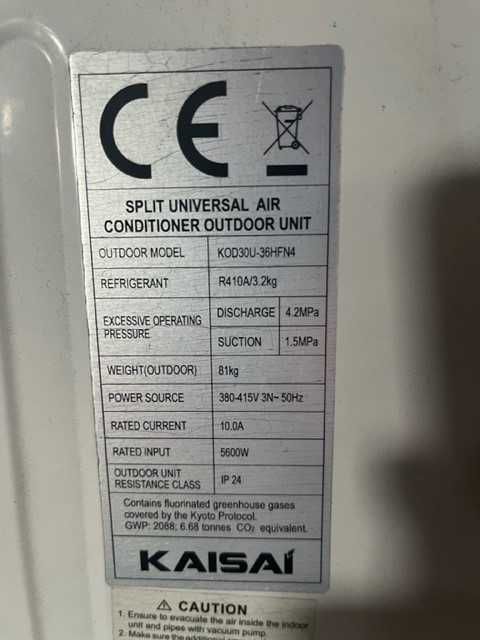 CE
SPLIT UNIVERSAL AIR
CONDITIONER OUTDOOR UNIT
OUTDOOR MODEL KOD30U-36HFN4
REFRIGERANT R410A/3.2kg
EXCESSIVE OPERATING PRESSURE DISCHARGE 4.2MPa
SUCTION 1.5MPa
WEIGHT(OUTDOOR) 81kg
POWER SOURCE 380-415V 3N~ 50Hz
RATED CURRENT 10.0A
RATED INPUT 5600W
OUTDOOR UNIT
RESISTANCE CLASS IP 24
Contains fluorinated greenhouse gases
covered by the Kyoto Protocol.
GWP: 2088; 6.68 tonnes CO₂ equivalent.
KAISAI
CAUTION
1. Ensure to evacuate the air inside the indoor
unit and pipes with vacuum pump.
2. Make sure the additional